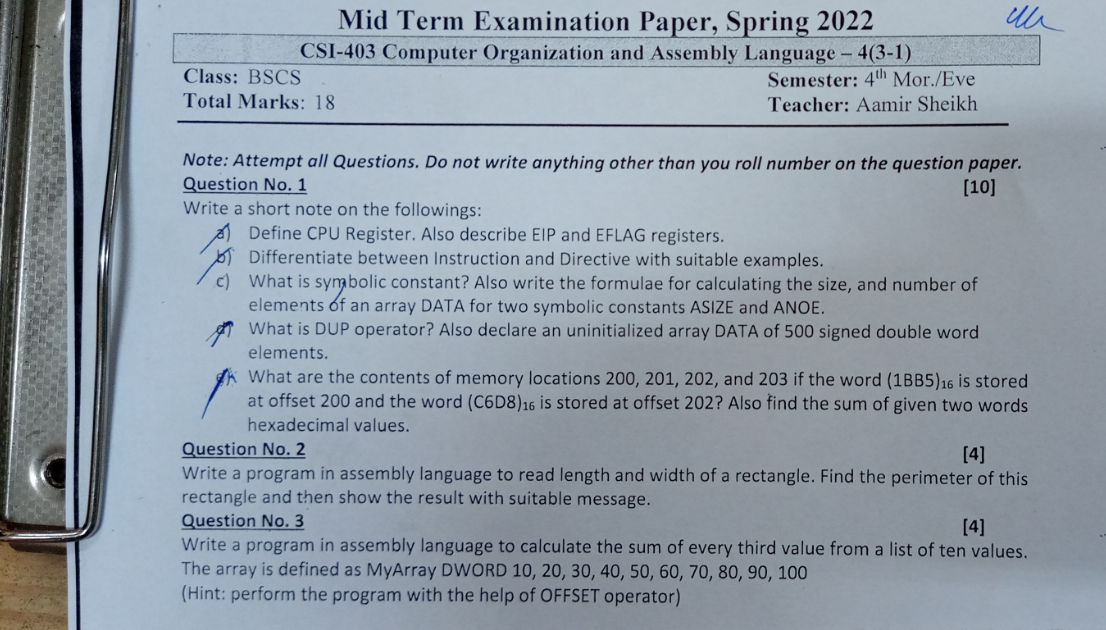 Mid Term Examination Paper, Spring 2022
CSI-403 Computer Organization and Assembly Language – 4(3-1)
Class: BSCS Semester: 4th Mor./Eve
Total Marks: 18 Teacher: Aamir Sheikh
Note: Attempt all Questions. Do not write anything other than you roll number on the question paper.
Question No. 1 [10]
Write a short note on the followings:
a) Define CPU Register. Also describe EIP and EFLAG registers.
b) Differentiate between Instruction and Directive with suitable examples.
c) What is symbolic constant? Also write the formulae for calculating the size, and number of
elements of an array DATA for two symbolic constants ASIZE and ANOE.
What is DUP operator? Also declare an uninitialized array DATA of 500 signed double word
elements.
What are the contents of memory locations 200, 201, 202, and 203 if the word (1BB5)16 is stored
at offset 200 and the word (C6D8)16 is stored at offset 202? Also find the sum of given two words
hexadecimal values.
Question No. 2 [4]
Write a program in assembly language to read length and width of a rectangle. Find the perimeter of this
rectangle and then show the result with suitable message.
Question No. 3 [4]
Write a program in assembly language to calculate the sum of every third value from a list of ten values.
The array is defined as MyArray DWORD 10, 20, 30, 40, 50, 60, 70, 80, 90, 100
(Hint: perform the program with the help of OFFSET operator)